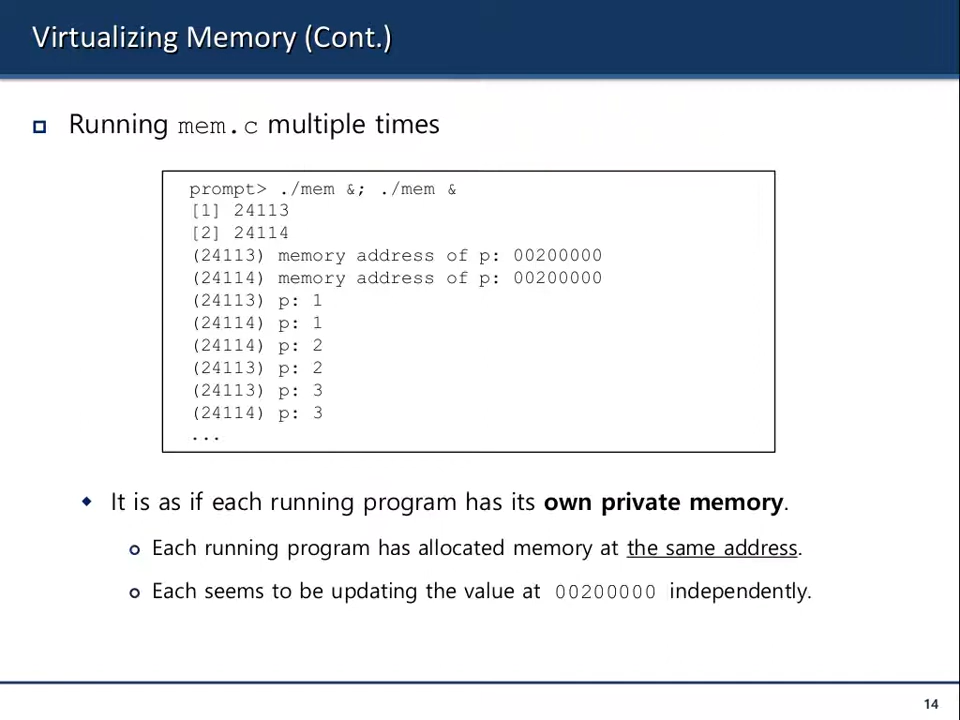 Virtualizing Memory (Cont.)
Running mem.c multiple times
prompt> ./mem &; ./mem &
[1] 24113
[2] 24114
(24113) memory address of p: 00200000
(24114) memory address of p: 00200000
(24113) p: 1
(24114) p: 1
(24114) p: 2
(24113) p: 2
(24113) p: 3
(24114) p: 3
...
It is as if each running program has its own private memory.
Each running program has allocated memory at the same address.
Each seems to be updating the value at 00200000 independently.
14